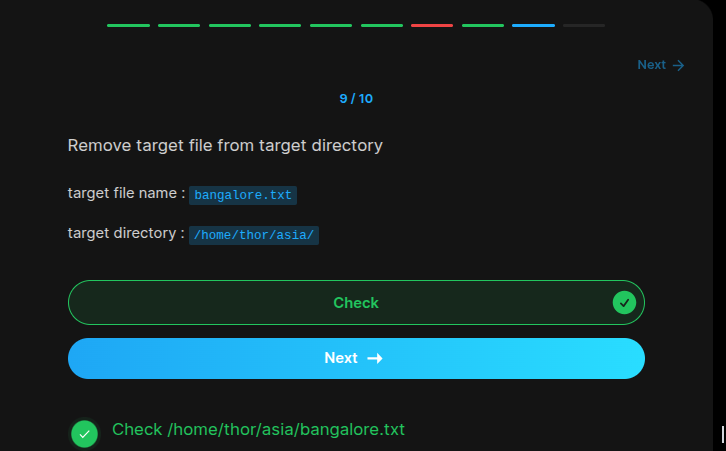 Next →
9 / 10
Remove target file from target directory
target file name : bangalore.txt
target directory : /home/thor/asia/
Check
Next →
Check /home/thor/asia/bangalore.txt